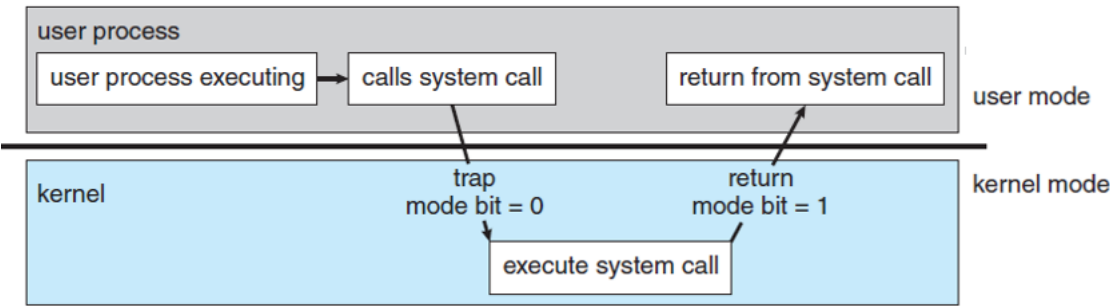 user process
user process executing
calls system call
return from system call
user mode
kernel
trap
mode bit = 0
return
mode bit = 1
kernel mode
execute system call